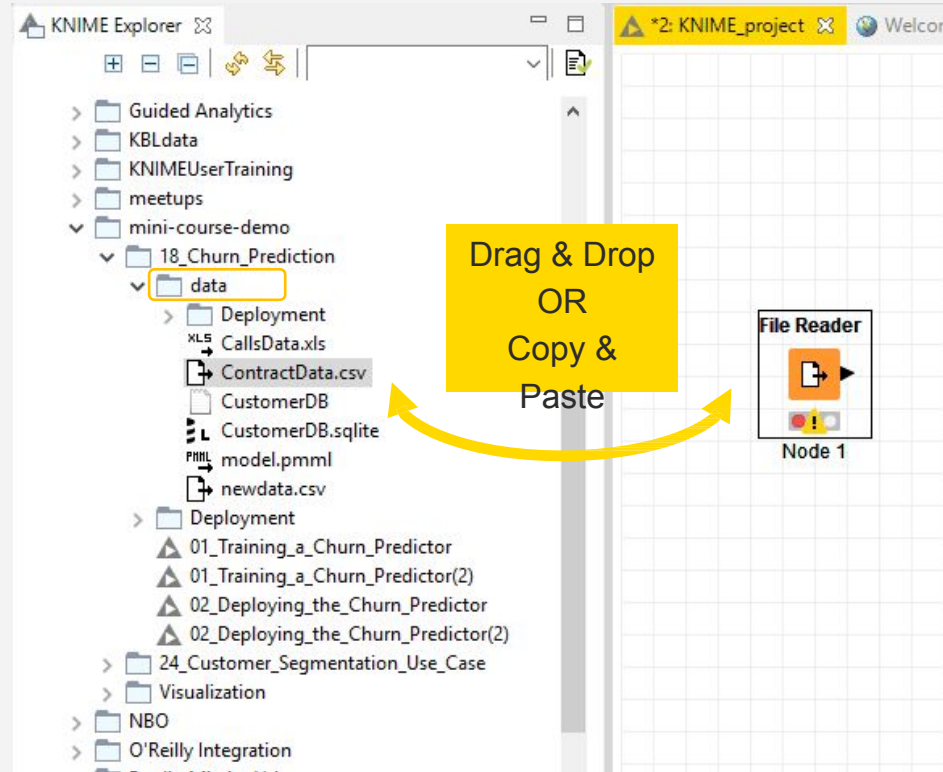 KNIME Explorer
*2: KNIME_project
Welcor
Guided Analytics
KBLdata
KNIMEUserTraining
meetups
mini-course-demo
18_Churn_Prediction
data
Deployment
XLS CallsData.xls
ContractData.csv
CustomerDB
L CustomerDB.sqlite
PMML model.pmml
newdata.csv
Deployment
01_Training_a_Churn_Predictor
01_Training_a_Churn_Predictor(2)
02_Deploying_the_Churn_Predictor
02_Deploying_the_Churn_Predictor(2)
24_Customer_Segmentation_Use_Case
Visualization
NBO
O'Reilly Integration
Drag & Drop
OR
Copy &
Paste
File Reader
Node 1